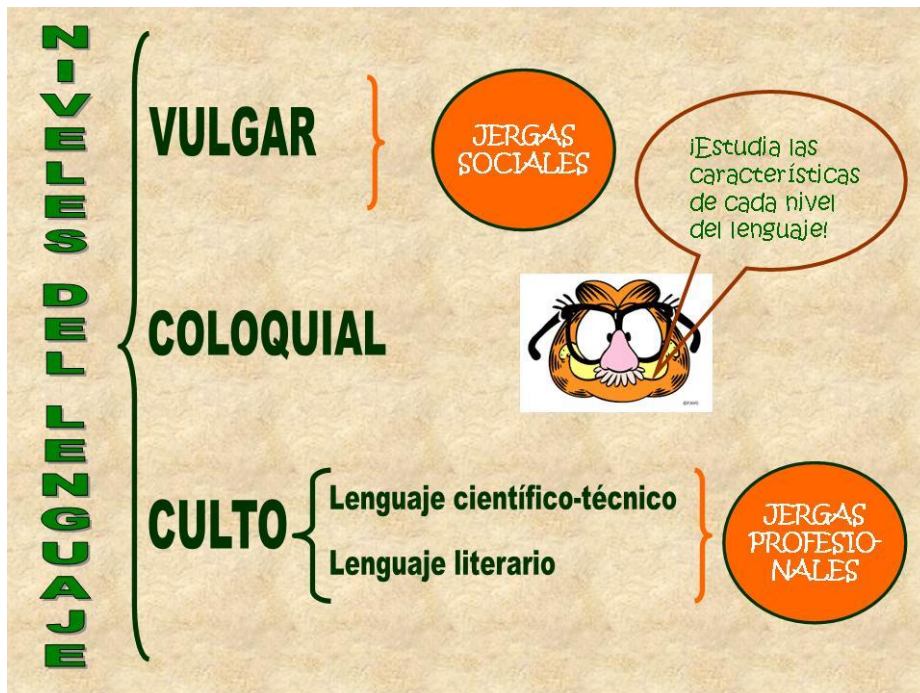 NIVELES DEL LENGUAJE
VULGAR
JERGAS
SOCIALES
¡Estudia las
características
de cada nivel
del lenguaje!
COLOQUIAL
CULTO
Lenguaje científico-técnico
Lenguaje literario
JERGAS
PROFESIO-
NALES